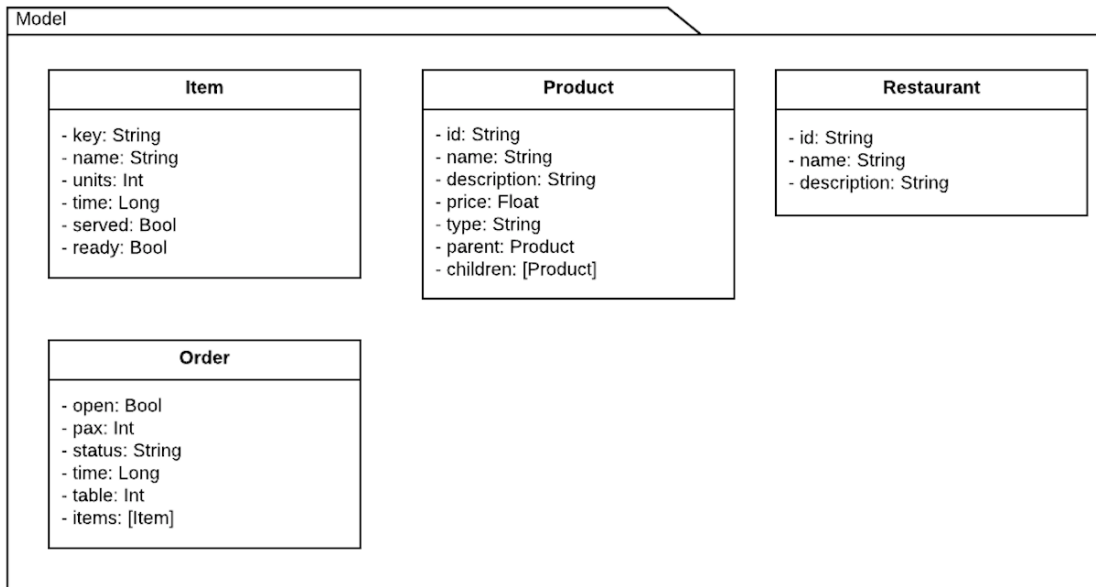 Model
Item
- key: String
- name: String
- units: Int
- time: Long
- served: Bool
- ready: Bool
Product
- id: String
- name: String
- description: String
- price: Float
- type: String
- parent: Product
- children: [Product]
Restaurant
- id: String
- name: String
- description: String
Order
- open: Bool
- pax: Int
- status: String
- time: Long
- table: Int
- items: [Item]